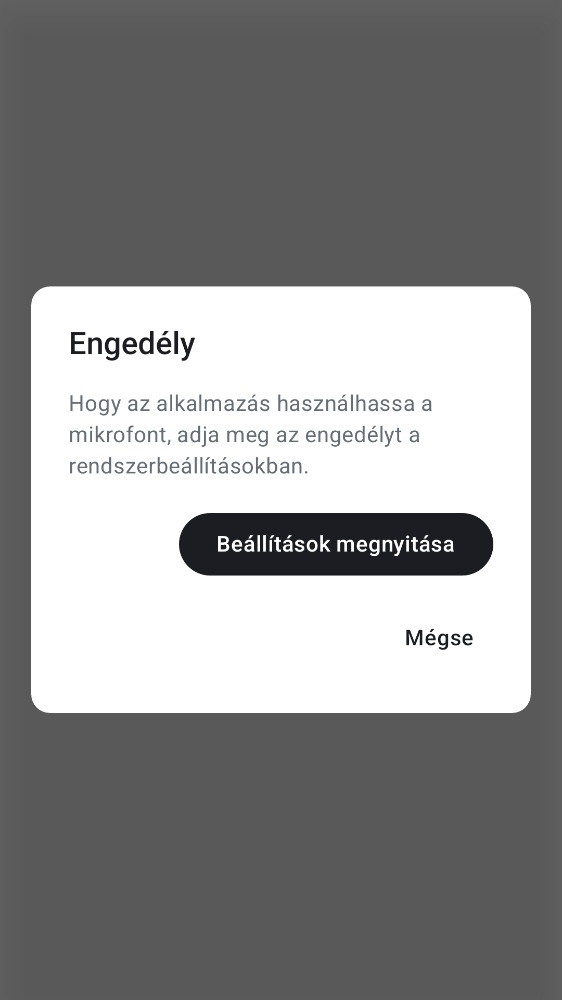 Engedély
Hogy az alkalmazás használhassa a
mikrofont, adja meg az engedélyt a
rendszerbeállításokban.
Beállítások megnyitása
Mégse